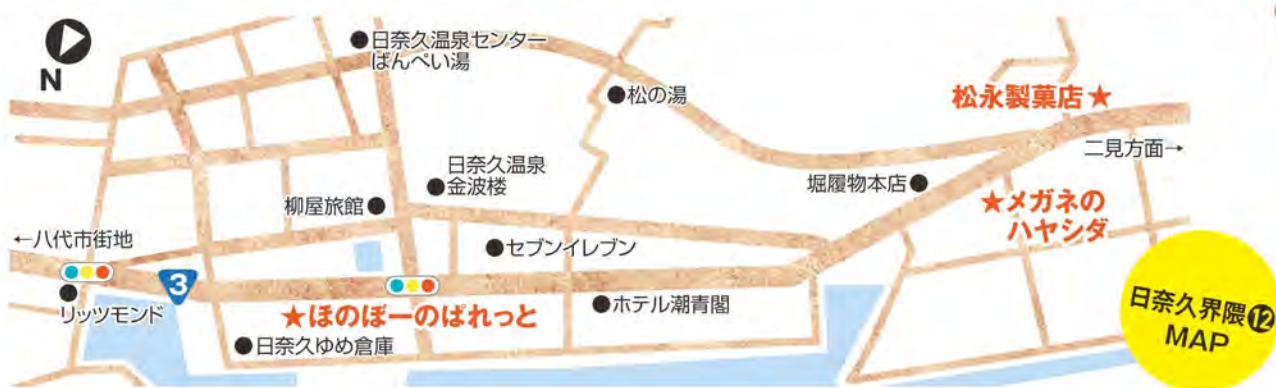 N
日奈久温泉センター
ばんぺい湯
松の湯
松永製菓店★
二見方面→
日奈久温泉
金波楼
堀履物本店
柳屋旅館
★メガネの
ハヤシダ
←八代市街地
セブンイレブン
3
リッツモンド
★ほのぼーのぱれっと
ホテル潮青閣
日奈久ゆめ倉庫
日奈久界隈⓬
MAP